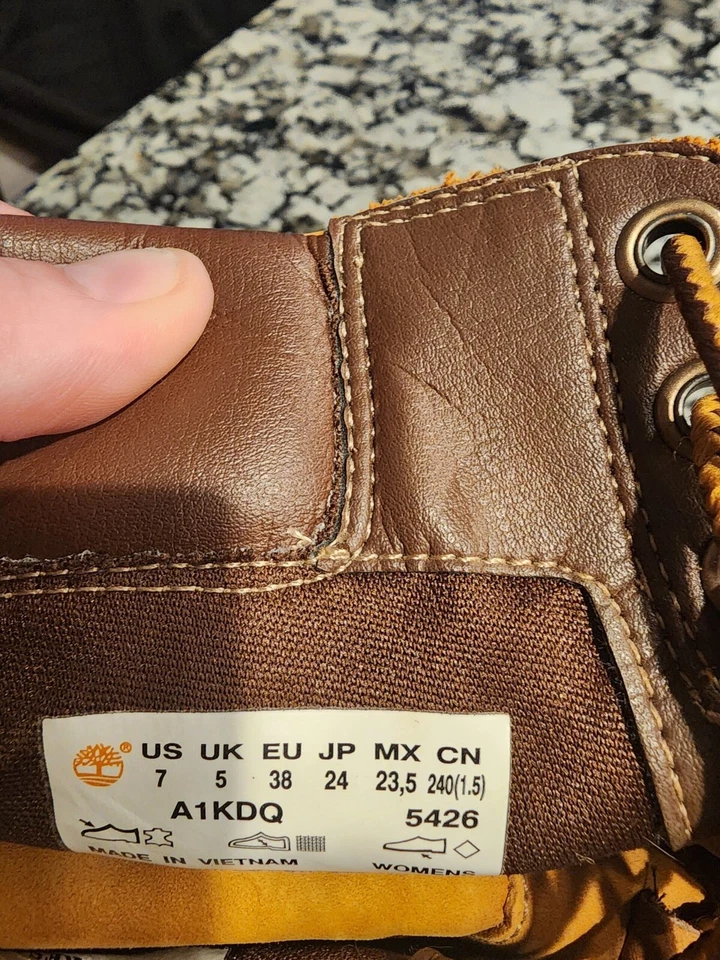 ® US UK EU JP MX CN
7 5 38 24 23,5 240(1.5)
A1KDQ 5426
MADE IN VIETNAM WOMENS